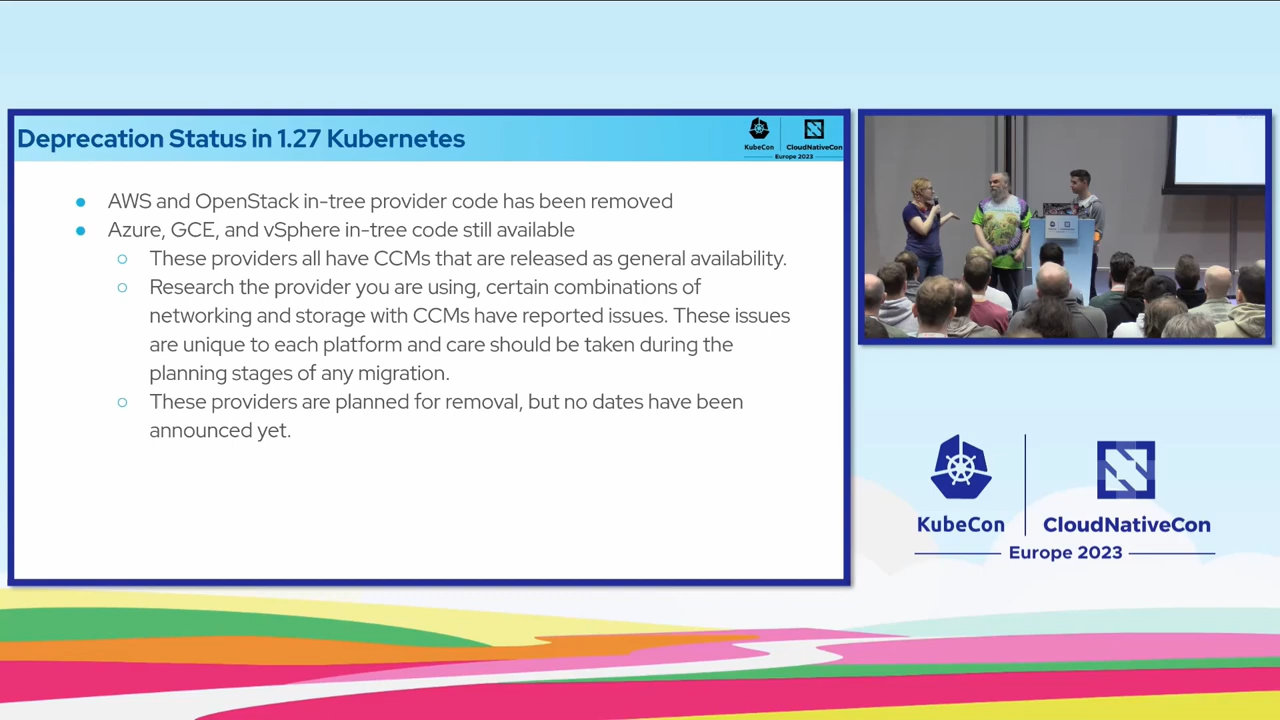 Deprecation Status in 1.27 Kubernetes
KubeCon
CloudNativeCon
Europe 2023
AWS and OpenStack in-tree provider code has been removed
Azure, GCE, and vSphere in-tree code still available
These providers all have CCMs that are released as general availability.
Research the provider you are using, certain combinations of
networking and storage with CCMs have reported issues. These issues
are unique to each platform and care should be taken during the
planning stages of any migration.
These providers are planned for removal, but no dates have been
announced yet.
KubeCon
CloudNativeCon
Europe 2023